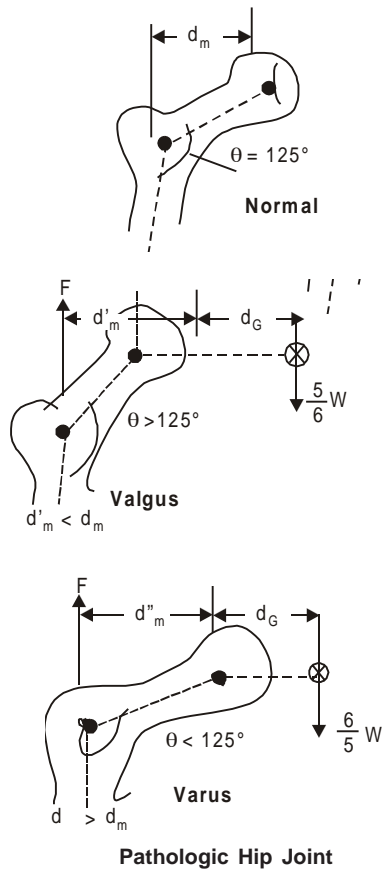 d_m
θ = 125°
Normal
F
d'_m
d_G
5/6 W
θ >125°
Valgus
d'_m < d_m
F
d"_m
d_G
6/5 W
θ < 125°
Varus
d > d_m
Pathologic Hip Joint